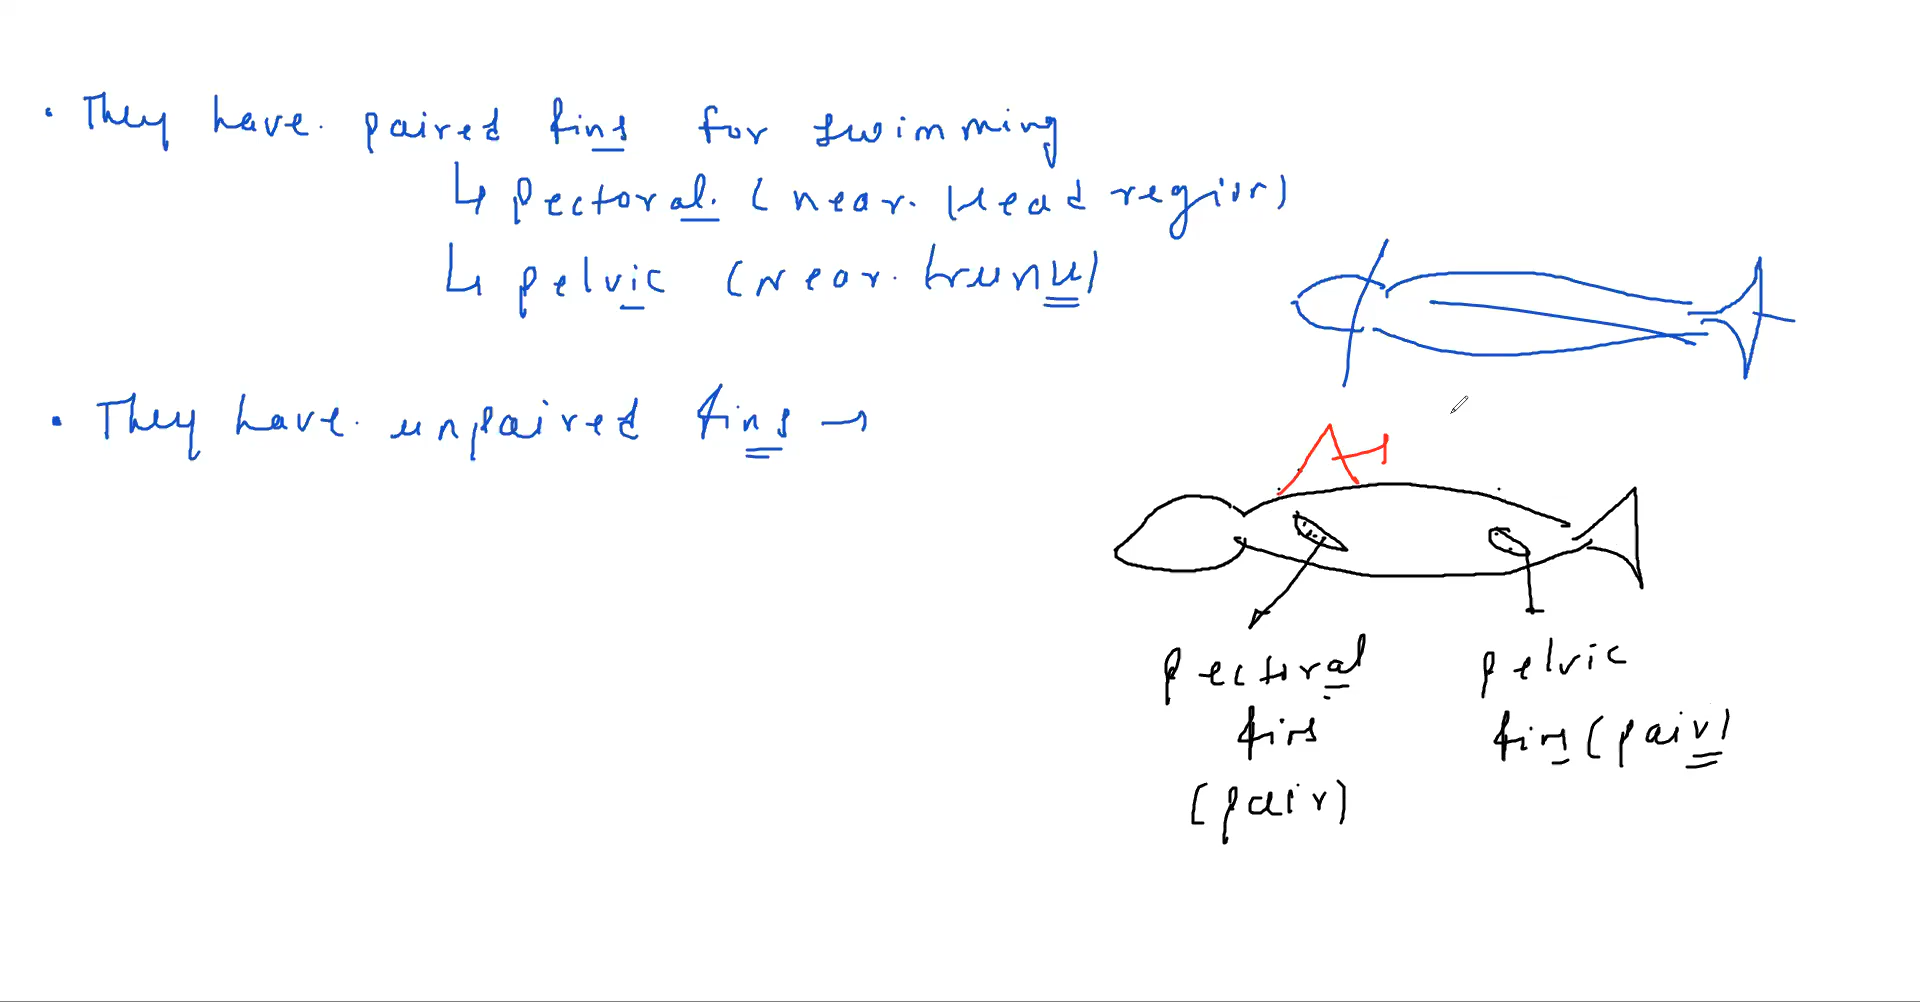 • They have paired fins for swimming
↳ Pectoral (near Head region)
↳ pelvic (near trunk)
• They have unpaired fins →
pectoral
fins
(pair)
pelvic
fins (pair)